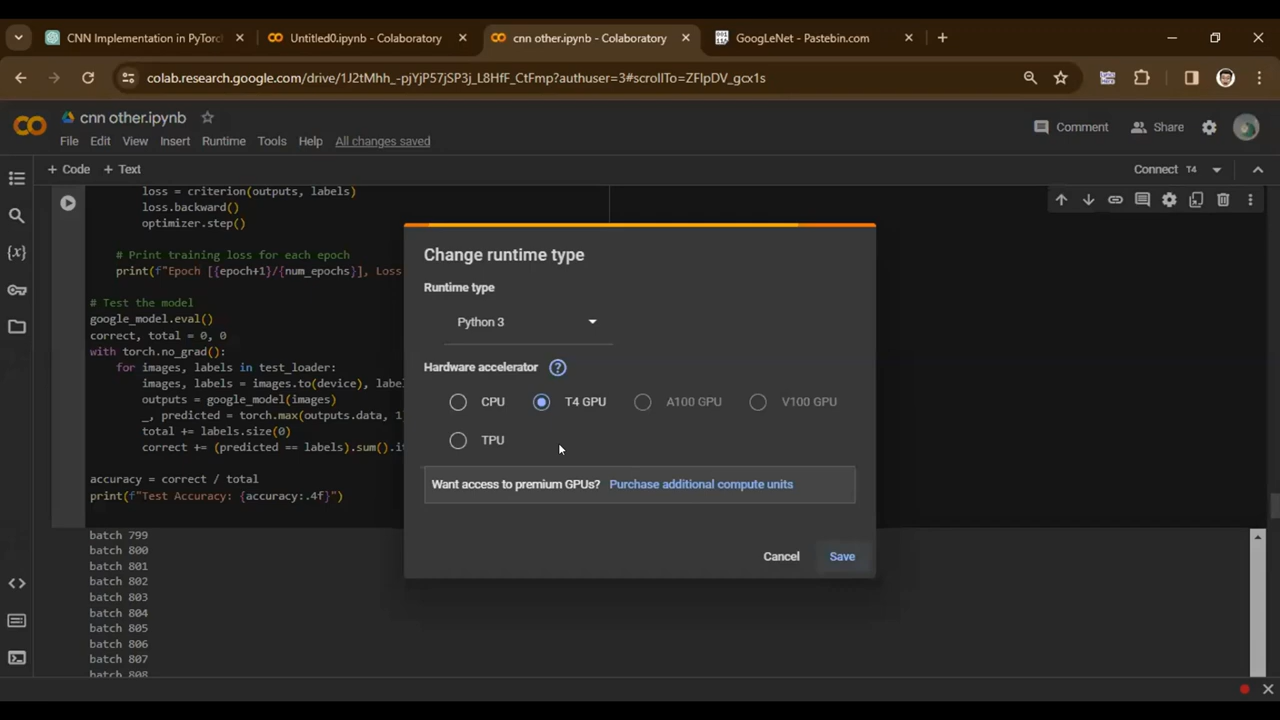 CNN Implementation in PyTorc
Untitled0.ipynb - Colaboratory
cnn other.ipynb - Colaboratory
GoogLeNet - Pastebin.com
colab.research.google.com/drive/1J2tMhh_-pjYjP57jSP3j_L8HfF_CtFmp?authuser=3#scrollTo=ZFlpDV_gcx1s
cnn other.ipynb
File Edit View Insert Runtime Tools Help All changes saved
Comment Share
+ Code + Text
Connect T4
loss = criterion(outputs, labels)
loss.backward()
optimizer.step()
# Print training loss for each epoch
print(f"Epoch [{epoch+1}/{num_epochs}], Loss
# Test the model
google_model.eval()
correct, total = 0, 0
with torch.no_grad():
for images, labels in test_loader:
images, labels = images.to(device), label
outputs = google_model(images)
_, predicted = torch.max(outputs.data, 1
total += labels.size(0)
correct += (predicted == labels).sum().i
accuracy = correct / total
print(f"Test Accuracy: {accuracy:.4f}")
batch 799
batch 800
batch 801
batch 802
batch 803
batch 804
batch 805
batch 806
batch 807
batch 808
Change runtime type
Runtime type
Python 3
Hardware accelerator ?
CPU T4 GPU A100 GPU V100 GPU
TPU
Want access to premium GPUs? Purchase additional compute units
Cancel Save